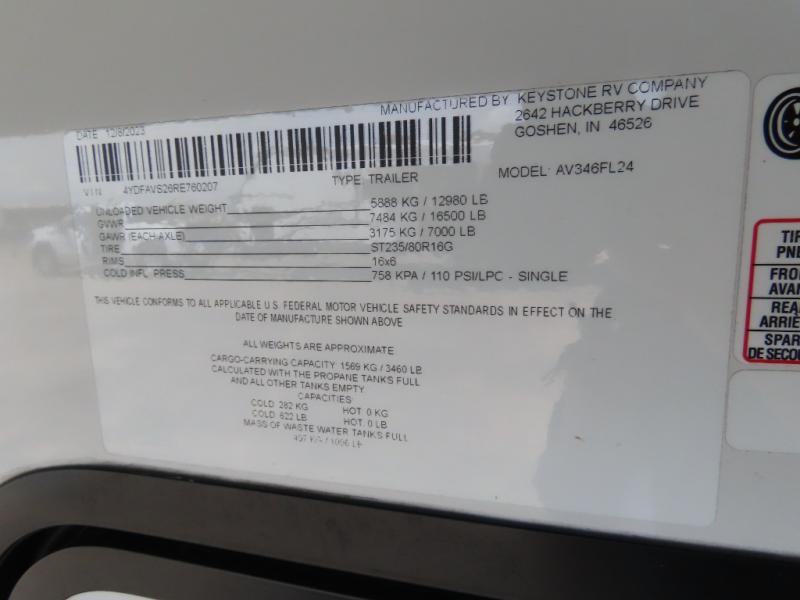 MANUFACTURED BY KEYSTONE RV COMPANY
2642 HACKBERRY DRIVE
GOSHEN, IN 46526
DATE 12/8/2023
VIN 4YDFAVS26RE760207
TYPE: TRAILER
MODEL: AV346FL24
UNLOADED VEHICLE WEIGHT 5888 KG / 12980 LB
GVWR 7484 KG / 16500 LB
GAWR (EACH AXLE) 3175 KG / 7000 LB
TIRE ST235/80R16G
RIMS 16x6
COLD INFL. PRESS 758 KPA / 110 PSI/LPC - SINGLE
THIS VEHICLE CONFORMS TO ALL APPLICABLE U.S. FEDERAL MOTOR VEHICLE SAFETY STANDARDS IN EFFECT ON THE
DATE OF MANUFACTURE SHOWN ABOVE
ALL WEIGHTS ARE APPROXIMATE
CARGO-CARRYING CAPACITY: 1569 KG / 3460 LB
CALCULATED WITH THE PROPANE TANKS FULL
AND ALL OTHER TANKS EMPTY
CAPACITIES:
COLD: 282 KG HOT: 0 KG
COLD: 622 LB HOT: 0 LB
MASS OF WASTE WATER TANKS FULL
497 KG / 1096 LB
TIR
PNE
FRO
AVAN
REA
ARRIÈ
SPAR
DE SECOU